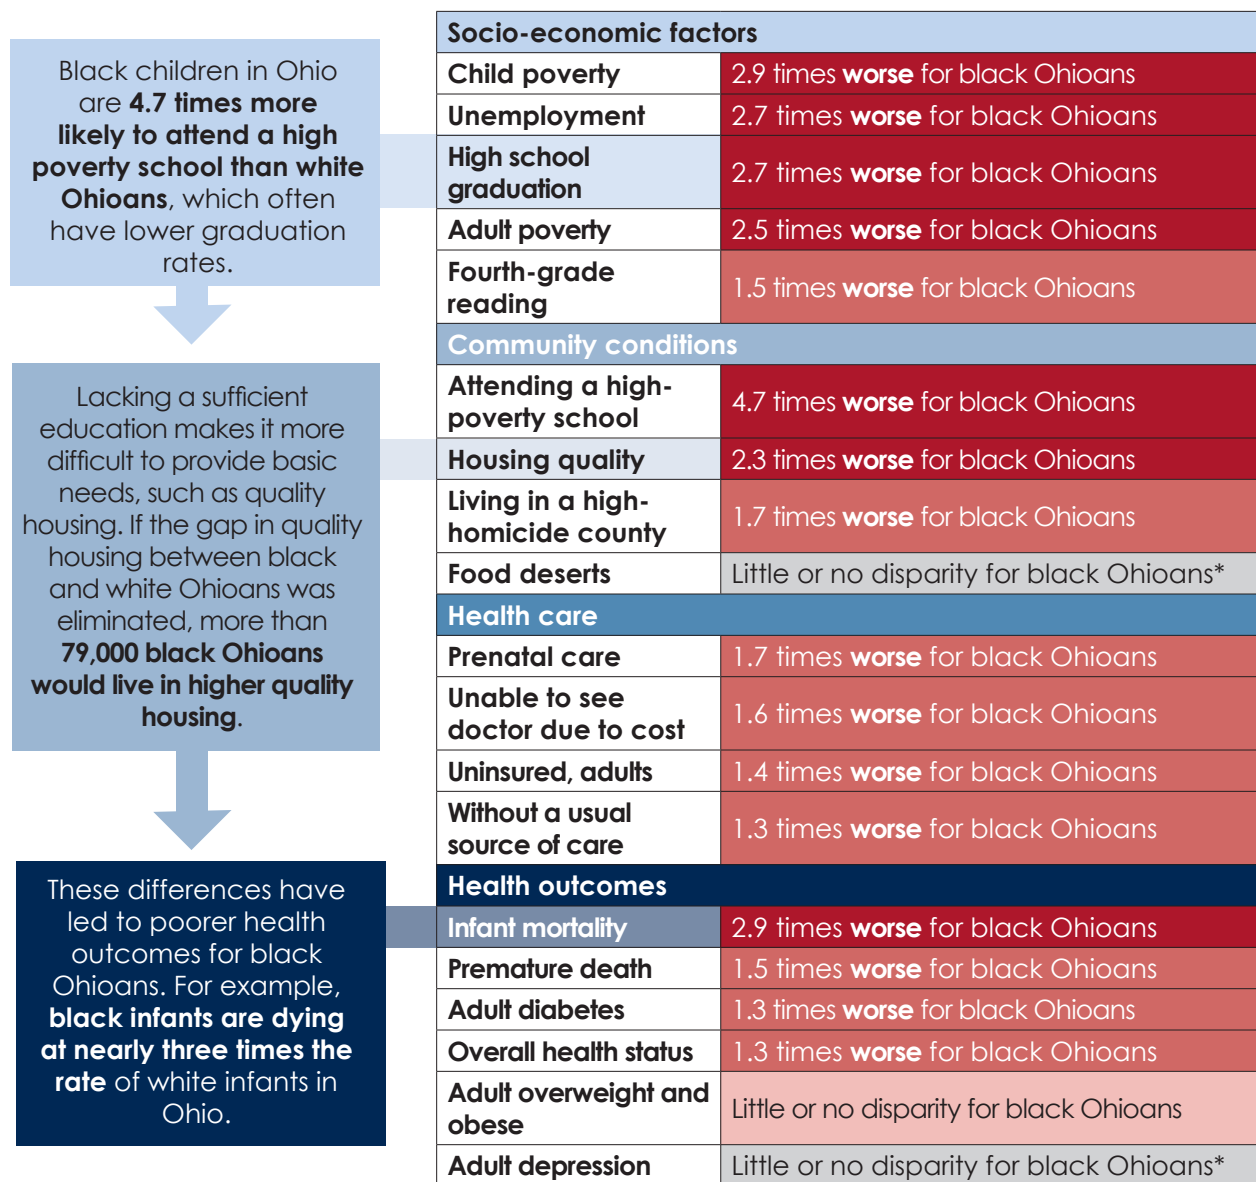 Black children in Ohio
are 4.7 times more
likely to attend a high
poverty school than white
Ohioans, which often
have lower graduation
rates.
Lacking a sufficient
education makes it more
difficult to provide basic
needs, such as quality
housing. If the gap in quality
housing between black
and white Ohioans was
eliminated, more than
79,000 black Ohioans
would live in higher quality
housing.
These differences have
led to poorer health
outcomes for black
Ohioans. For example,
black infants are dying
at nearly three times the
rate of white infants in
Ohio.
Socio-economic factors
Child poverty 2.9 times worse for black Ohioans
Unemployment 2.7 times worse for black Ohioans
High school
graduation 2.7 times worse for black Ohioans
Adult poverty 2.5 times worse for black Ohioans
Fourth-grade
reading 1.5 times worse for black Ohioans
Community conditions
Attending a high-
poverty school 4.7 times worse for black Ohioans
Housing quality 2.3 times worse for black Ohioans
Living in a high-
homicide county 1.7 times worse for black Ohioans
Food deserts Little or no disparity for black Ohioans*
Health care
Prenatal care 1.7 times worse for black Ohioans
Unable to see
doctor due to cost 1.6 times worse for black Ohioans
Uninsured, adults 1.4 times worse for black Ohioans
Without a usual
source of care 1.3 times worse for black Ohioans
Health outcomes
Infant mortality 2.9 times worse for black Ohioans
Premature death 1.5 times worse for black Ohioans
Adult diabetes 1.3 times worse for black Ohioans
Overall health status 1.3 times worse for black Ohioans
Adult overweight and
obese Little or no disparity for black Ohioans
Adult depression Little or no disparity for black Ohioans*